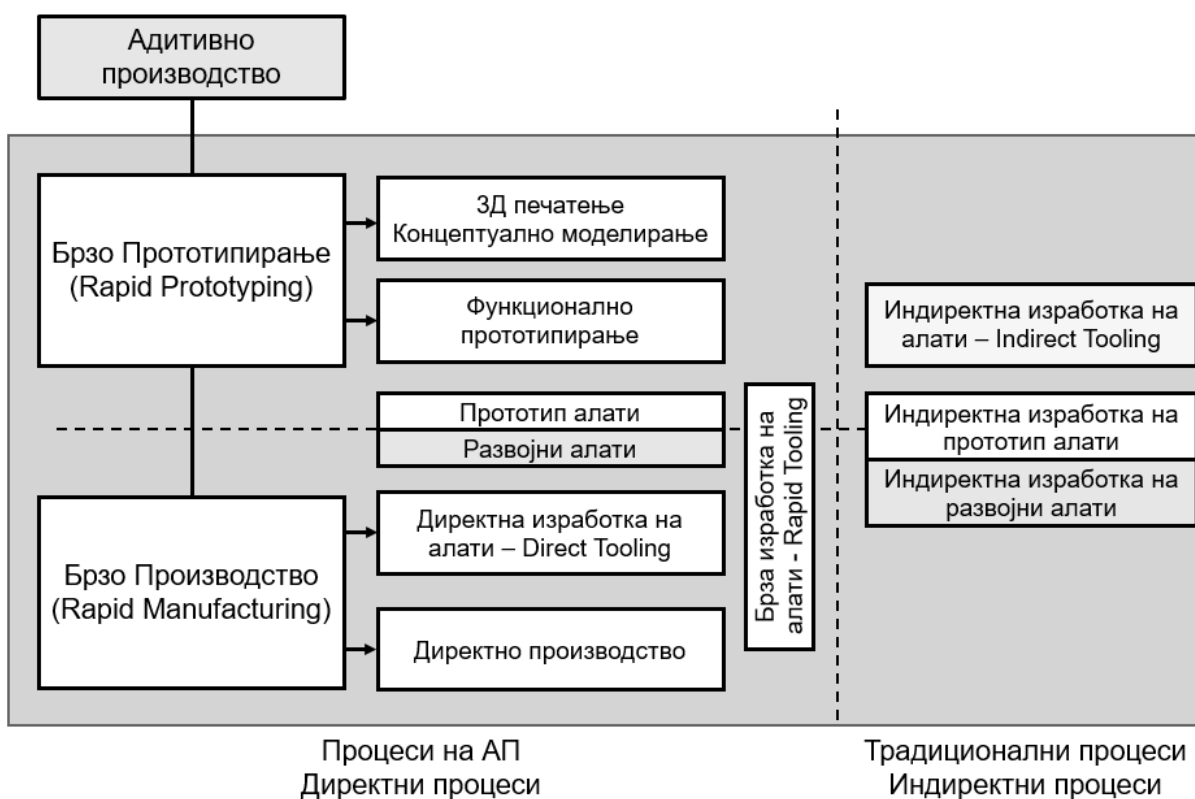 Адитивно
производство
Брзо Прототипирање
(Rapid Prototyping)
3Д печатење
Концептуално моделирање
Функционално
прототипирање
Прототип алати
Развојни алати
Брзо Производство
(Rapid Manufacturing)
Директна изработка на
алати – Direct Tooling
Директно производство
Брза изработка на
алати - Rapid Tooling
Индиректна изработка на
алати – Indirect Tooling
Индиректна изработка на
прототип алати
Индиректна изработка на
развојни алати
Процеси на АП
Директни процеси
Традиционални процеси
Индиректни процеси